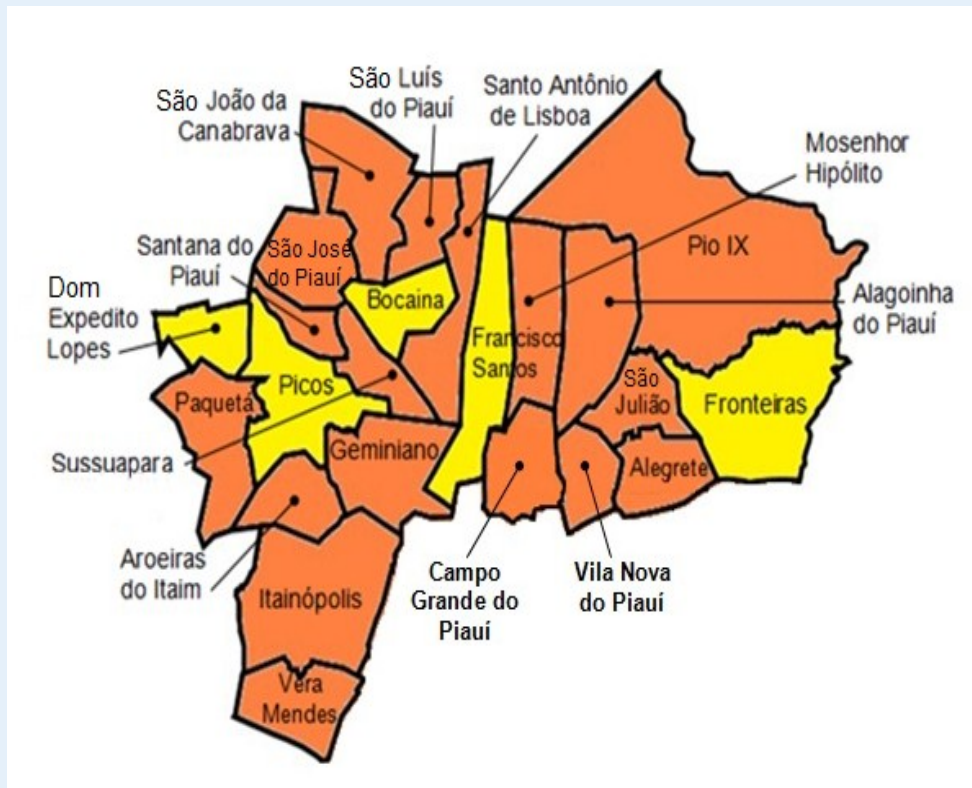 São João da
Canabrava
São Luís
do Piauí
Santo Antônio
de Lisboa
Mosenhor
Hipólito
Santana do
Piauí
São José
do Piauí
Pio IX
Dom
Expedito
Lopes
Bocaina
Alagoinha
do Piauí
Francisco
Santos
Picos
Paquetá
São
Julião
Fronteiras
Sussuapara
Geminiano
Alegrete
Aroeiras
do Itaim
Campo
Grande do
Piauí
Vila Nova
do Piauí
Itainópolis
Vera
Mendes